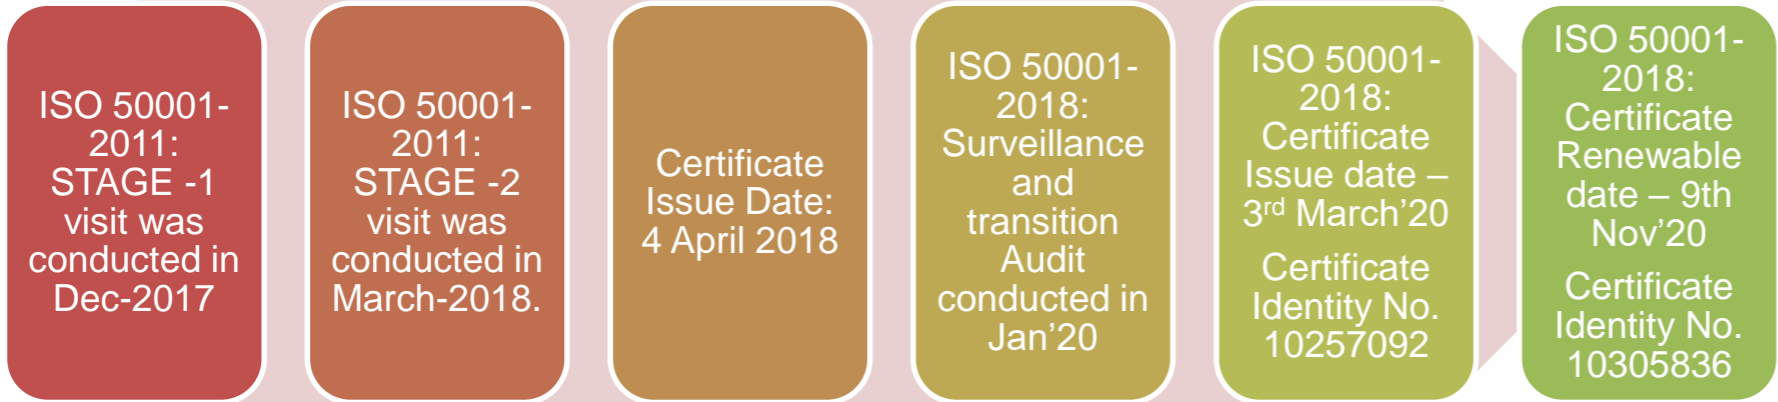 ISO 50001-
2011:
STAGE -1
visit was
conducted in
Dec-2017
ISO 50001-
2011:
STAGE -2
visit was
conducted in
March-2018.
Certificate
Issue Date:
4 April 2018
ISO 50001-
2018:
Surveillance
and
transition
Audit
conducted in
Jan’20
ISO 50001-
2018:
Certificate
Issue date –
3rd March’20
Certificate
Identity No.
10257092
ISO 50001-
2018:
Certificate
Renewable
date – 9th
Nov’20
Certificate
Identity No.
10305836